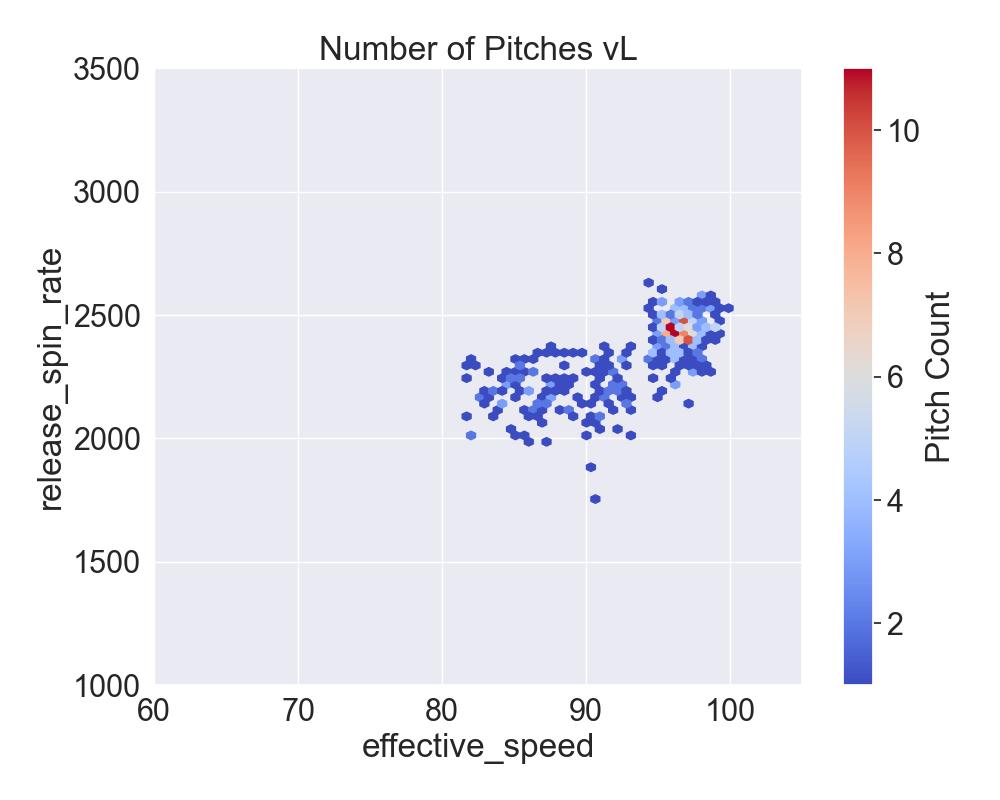 Number of Pitches vL
3500
3000
2500
2000
1500
1000
60 70 80 90 100
effective_speed
release_spin_rate
10
8
6
4
2
Pitch Count